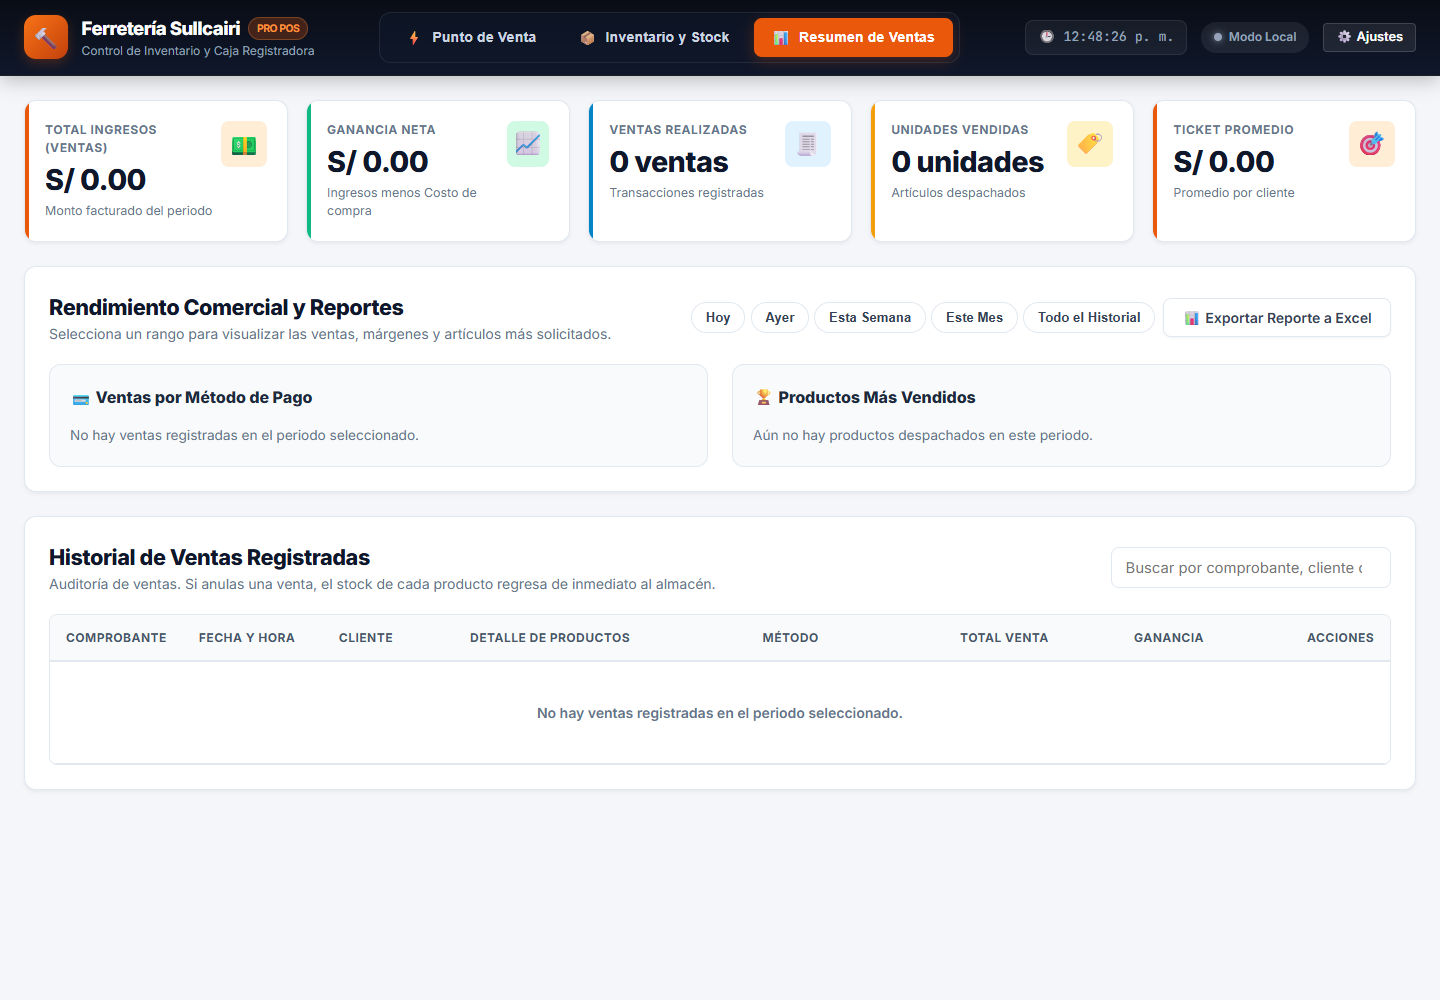 Ferretería Sullcairi PRO POS
Control de Inventario y Caja Registradora
Punto de Venta
Inventario y Stock
Resumen de Ventas
12:48:26 p. m.
Modo Local
Ajustes
TOTAL INGRESOS
(VENTAS)
S/ 0.00
Monto facturado del periodo
GANANCIA NETA
S/ 0.00
Ingresos menos Costo de
compra
VENTAS REALIZADAS
0 ventas
Transacciones registradas
UNIDADES VENDIDAS
0 unidades
Artículos despachados
TICKET PROMEDIO
S/ 0.00
Promedio por cliente
Rendimiento Comercial y Reportes
Selecciona un rango para visualizar las ventas, márgenes y artículos más solicitados.
Hoy
Ayer
Esta Semana
Este Mes
Todo el Historial
Exportar Reporte a Excel
Ventas por Método de Pago
No hay ventas registradas en el periodo seleccionado.
Productos Más Vendidos
Aún no hay productos despachados en este periodo.
Historial de Ventas Registradas
Auditoría de ventas. Si anulas una venta, el stock de cada producto regresa de inmediato al almacén.
Buscar por comprobante, cliente
COMPROBANTE FECHA Y HORA CLIENTE DETALLE DE PRODUCTOS MÉTODO TOTAL VENTA GANANCIA ACCIONES
No hay ventas registradas en el periodo seleccionado.